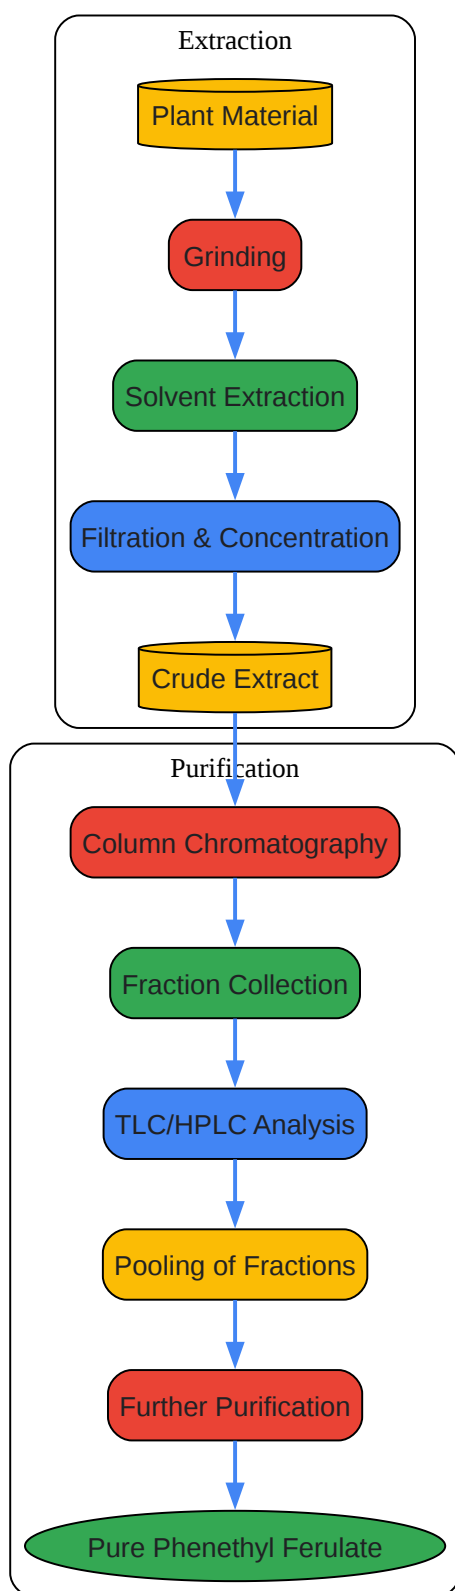 Extraction
Plant Material
Grinding
Solvent Extraction
Filtration & Concentration
Crude Extract
Purification
Column Chromatography
Fraction Collection
TLC/HPLC Analysis
Pooling of Fractions
Further Purification
Pure Phenethyl Ferulate